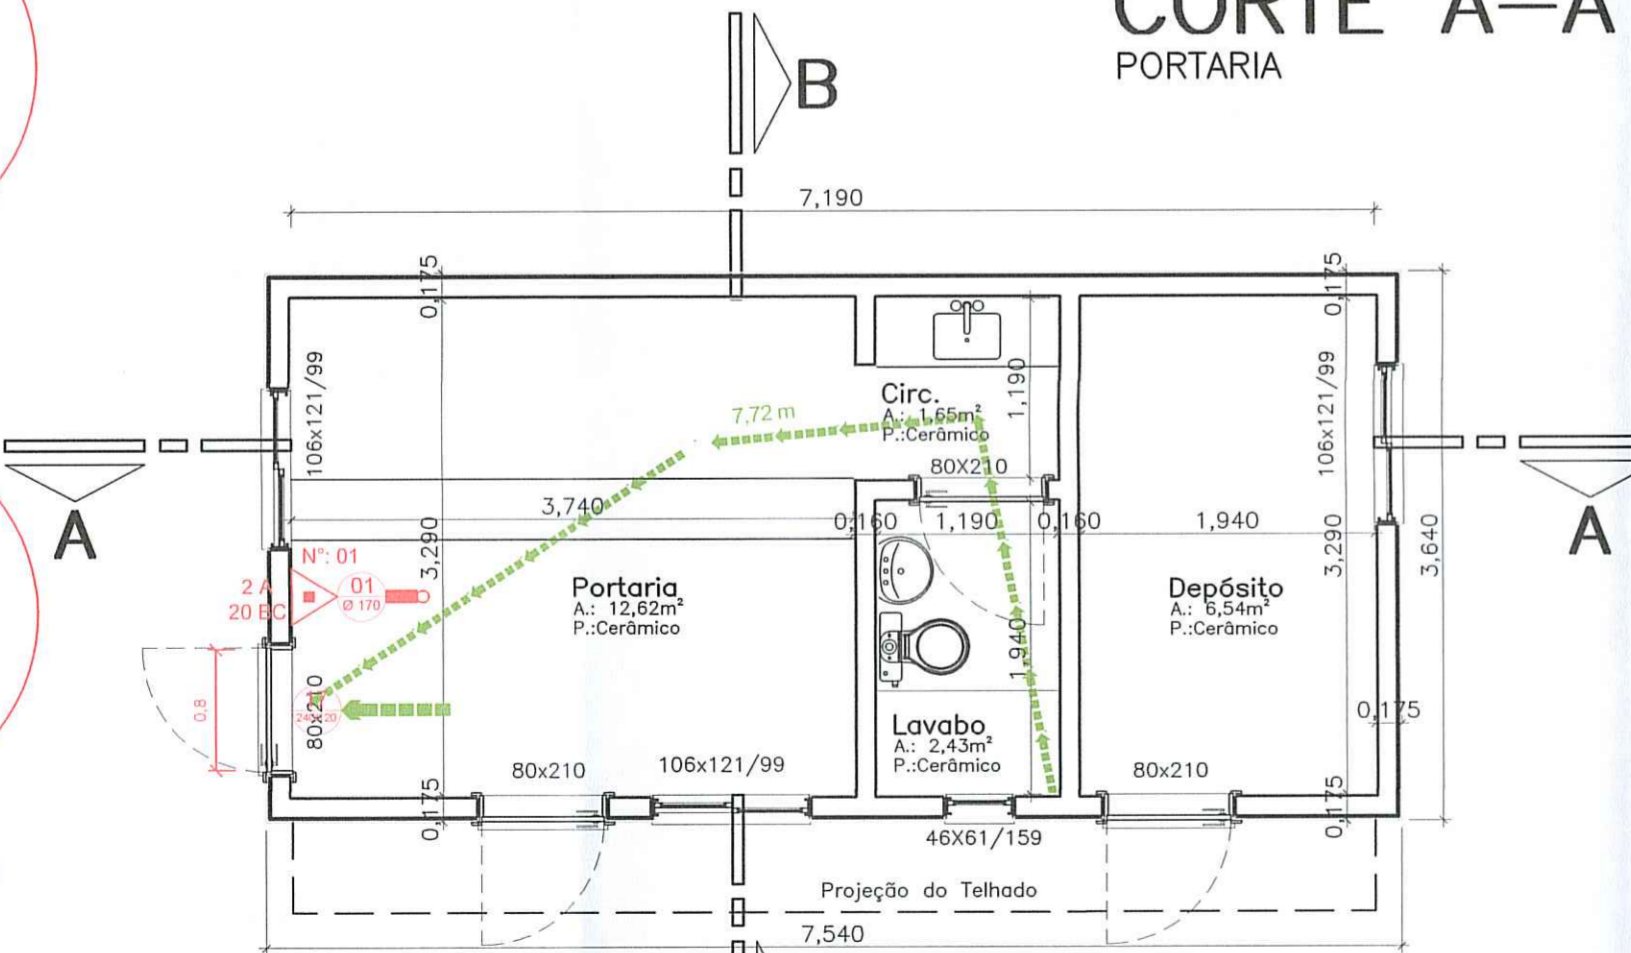 CORTE A—A
PORTARIA
B
7,190
0,175
0,175
106x121/99
1,190
106x121/99
Circ.
A.: 1,65m²
P.:Cerâmico
7,72 m
80X210
A
A
3,740
0,160
1,190
0,160
1,940
3,290
3,290
3,640
N°: 01
2 A
20 BC
01
Ø 170
Portaria
A.: 12,62m²
P.:Cerâmico
Depósito
A.: 6,54m²
P.:Cerâmico
1,940
0,8
80x210
0,175
Lavabo
A.: 2,43m²
P.:Cerâmico
80x210
106x121/99
80x210
0,175
0,175
46X61/159
Projeção do Telhado
7,540